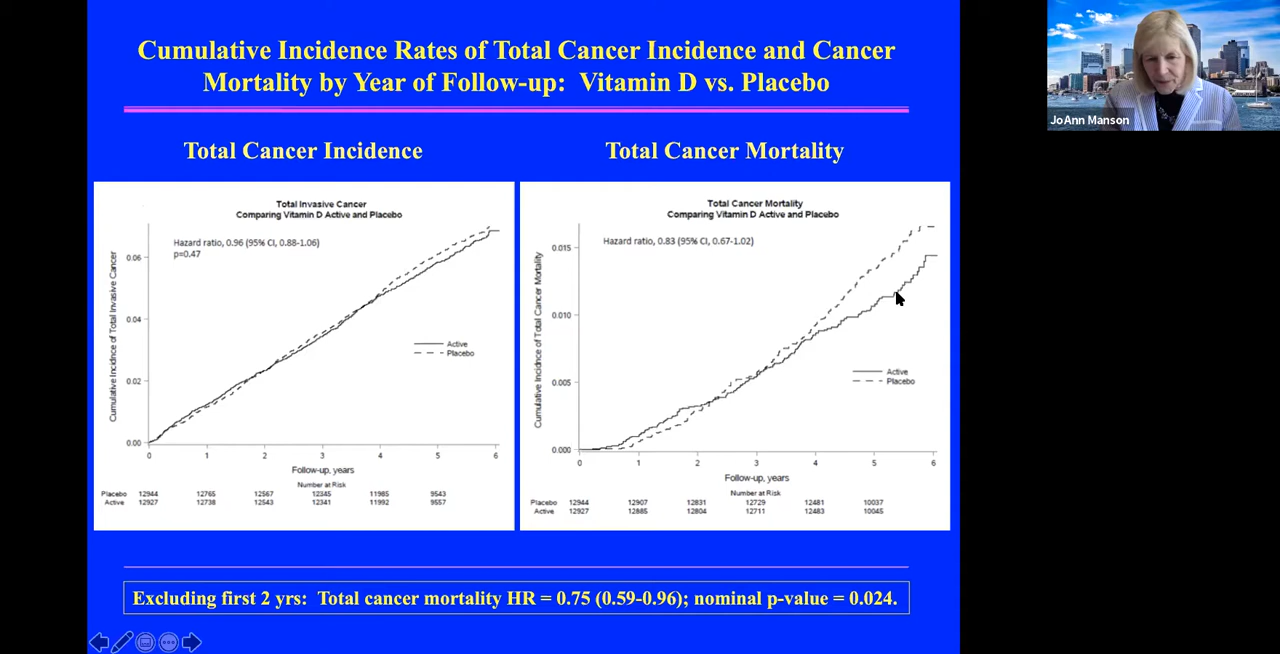 Cumulative Incidence Rates of Total Cancer Incidence and Cancer
Mortality by Year of Follow-up: Vitamin D vs. Placebo
JoAnn Manson
Total Cancer Incidence
Total Cancer Mortality
Total Invasive Cancer
Comparing Vitamin D Active and Placebo
Hazard ratio, 0.96 (95% CI, 0.88-1.06)
p=0.47
Cumulative Incidnce of Total Invasive Cancer
0.06
0.04
0.02
0.00
Active
Placebo
0 1 2 3 4 5 6
Follow-up, years
Number at Risk
Placebo 12944 12765 12567 12345 11985 9543
Active 12927 12738 12543 12341 11992 9557
Total Cancer Mortality
Comparing Vitamin D Active and Placebo
Hazard ratio, 0.83 (95% CI, 0.67-1.02)
Cumulative Incidnce of Total Cancer Mortality
0.015
0.010
0.005
0.000
Active
Placebo
0 1 2 3 4 5 6
Follow-up, years
Number at Risk
Placebo 12944 12907 12831 12729 12481 10037
Active 12927 12885 12804 12711 12483 10045
Excluding first 2 yrs: Total cancer mortality HR = 0.75 (0.59-0.96); nominal p-value = 0.024.